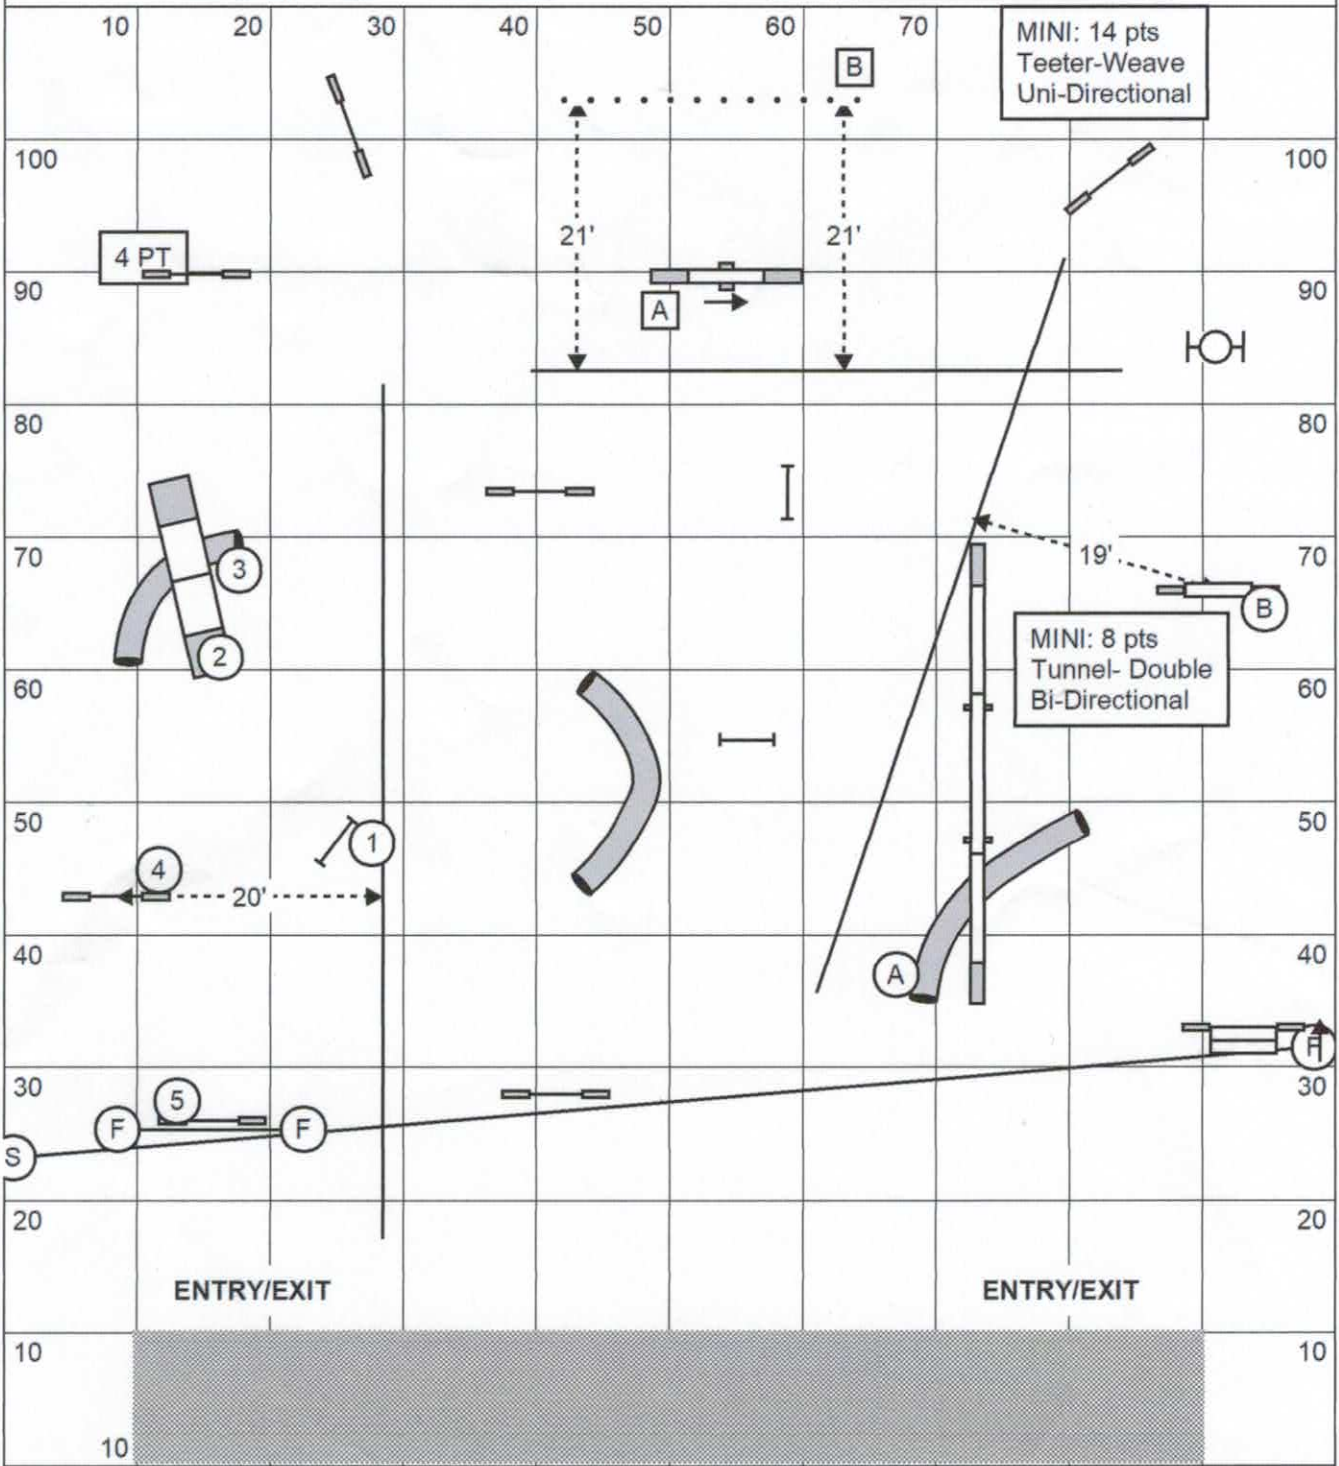 10 20 30 40 50 60 70
MINI: 14 pts
Teeter-Weave
Uni-Directional
B
100 100
21' 21'
4 PT
90 90
A
80 80
70 70
3
19'
B
2
MINI: 8 pts
Tunnel- Double
Bi-Directional
60 60
50 50
1
4
20'
40 40
A
30 30
5
F F
S
20 20
ENTRY/EXIT ENTRY/EXIT
10 10
10